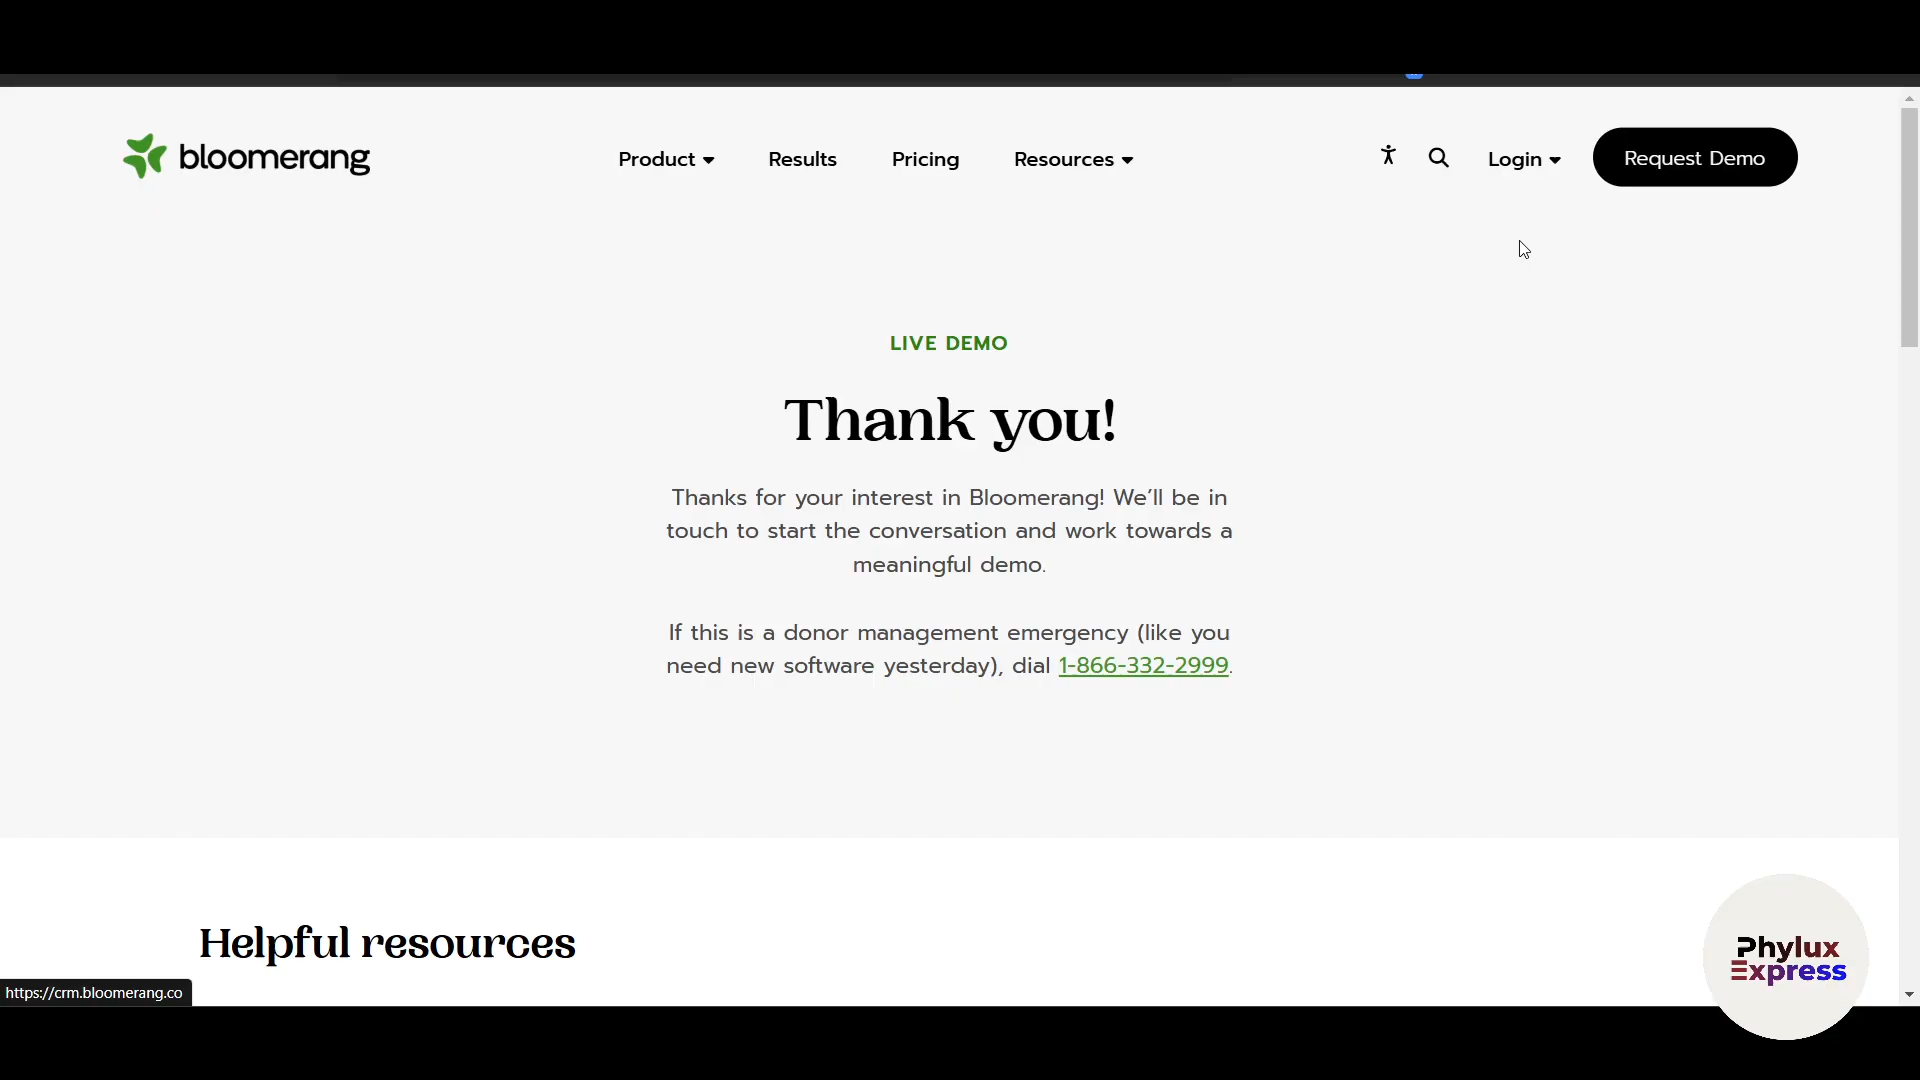 bloomerang
Product
Results
Pricing
Resources
Login
Request Demo
LIVE DEMO
Thank you!
Thanks for your interest in Bloomerang! We’ll be in
touch to start the conversation and work towards a
meaningful demo.
If this is a donor management emergency (like you
need new software yesterday), dial 1-866-332-2999.
Helpful resources
https://crm.bloomerang.co
Phylux
Express